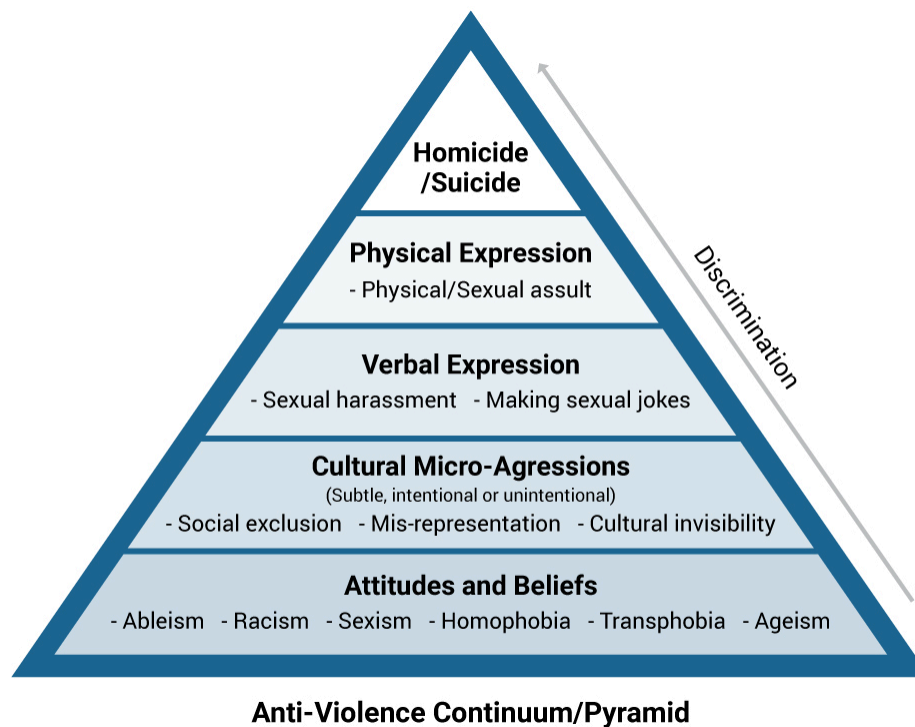 Homicide
/Suicide
Physical Expression
- Physical/Sexual assult
Discrimination
Verbal Expression
- Sexual harassment - Making sexual jokes
Cultural Micro-Agressions
(Subtle, intentional or unintentional)
- Social exclusion - Mis-representation - Cultural invisibility
Attitudes and Beliefs
- Ableism - Racism - Sexism - Homophobia - Transphobia - Ageism
Anti-Violence Continuum/Pyramid